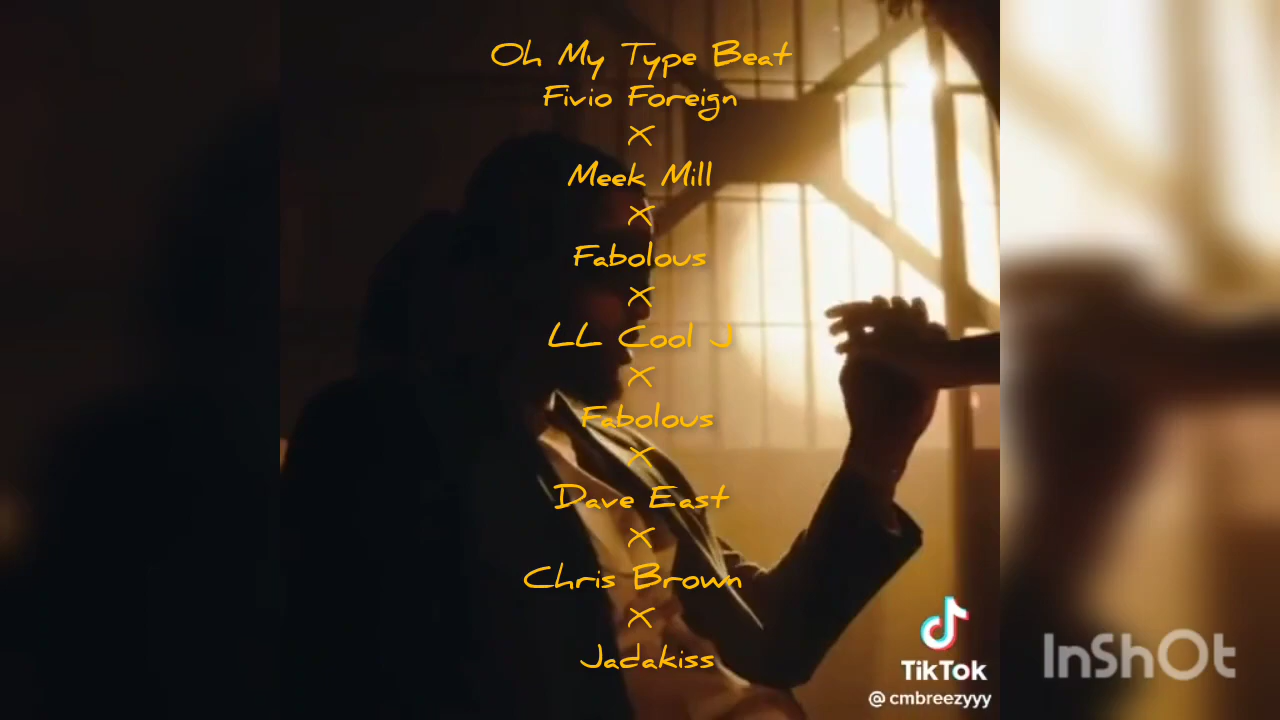 Oh My Type Beat
Fivio Foreign
X
Meek Mill
X
Fabolous
X
LL Cool J
X
Fabolous
X
Dave East
X
Chris Brown
X
Jadakiss
TikTok
@cmbreezyyy
InShOt